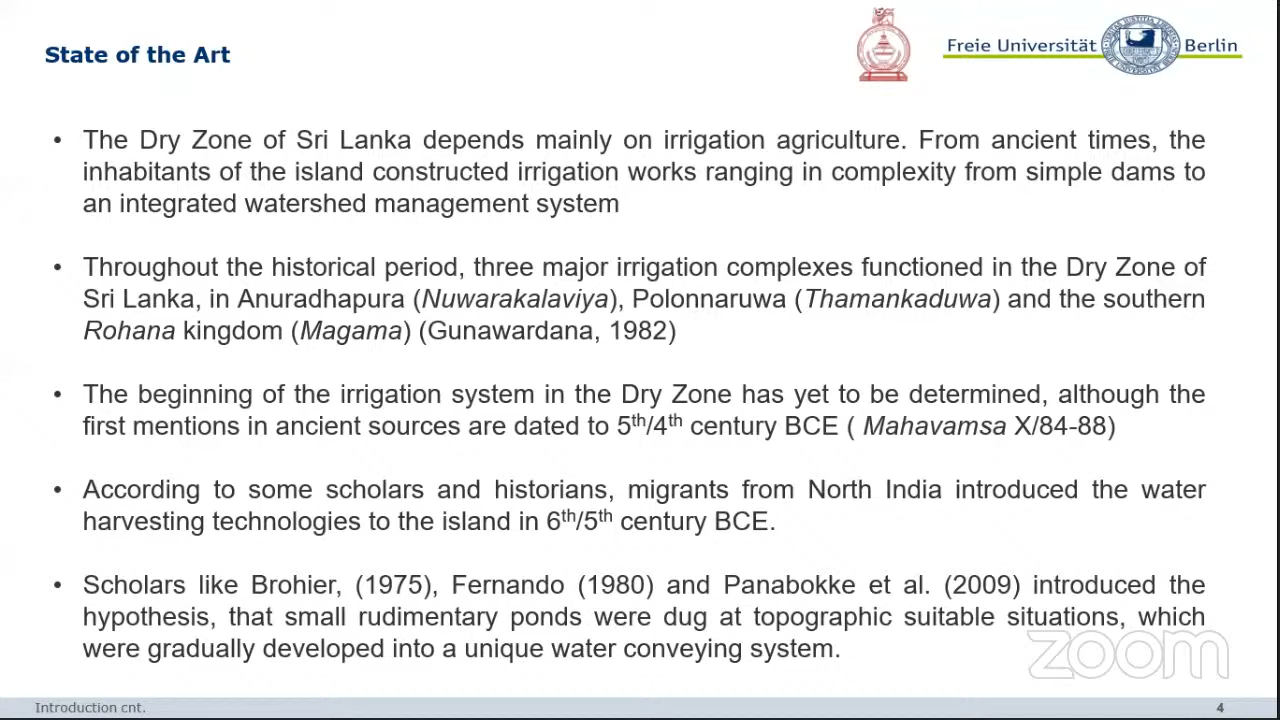 State of the Art
Freie Universität Berlin
• The Dry Zone of Sri Lanka depends mainly on irrigation agriculture. From ancient times, the
inhabitants of the island constructed irrigation works ranging in complexity from simple dams to
an integrated watershed management system
• Throughout the historical period, three major irrigation complexes functioned in the Dry Zone of
Sri Lanka, in Anuradhapura (Nuwarakalaviya), Polonnaruwa (Thamankaduwa) and the southern
Rohana kingdom (Magama) (Gunawardana, 1982)
• The beginning of the irrigation system in the Dry Zone has yet to be determined, although the
first mentions in ancient sources are dated to 5th/4th century BCE ( Mahavamsa X/84-88)
• According to some scholars and historians, migrants from North India introduced the water
harvesting technologies to the island in 6th/5th century BCE.
• Scholars like Brohier, (1975), Fernando (1980) and Panabokke et al. (2009) introduced the
hypothesis, that small rudimentary ponds were dug at topographic suitable situations, which
were gradually developed into a unique water conveying system.
zoom
Introduction cnt.
4